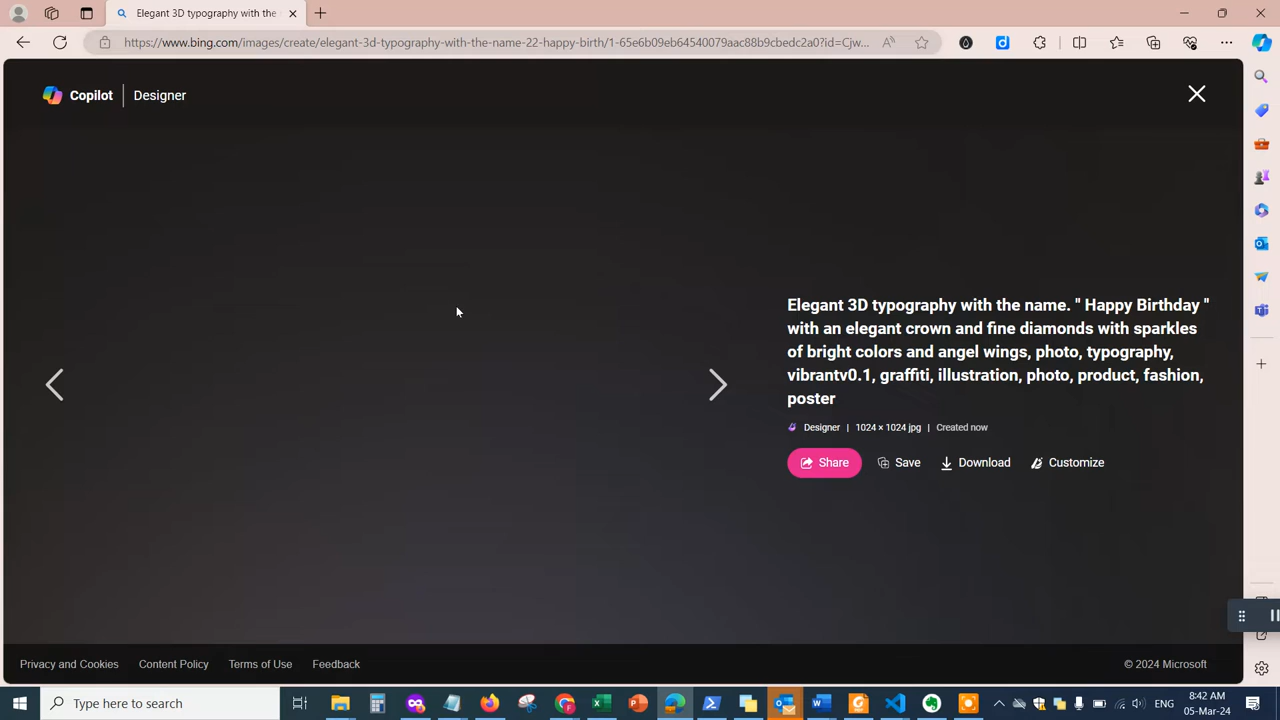 Elegant 3D typography with the
https://www.bing.com/images/create/elegant-3d-typography-with-the-name-22-happy-birth/1-65e6b09eb64540079aac88b9cbedc2a0?id=Cjw...
Copilot | Designer
Elegant 3D typography with the name. " Happy Birthday "
with an elegant crown and fine diamonds with sparkles
of bright colors and angel wings, photo, typography,
vibrantv0.1, graffiti, illustration, photo, product, fashion,
poster
Designer | 1024 × 1024 jpg | Created now
Share Save Download Customize
Privacy and Cookies Content Policy Terms of Use Feedback © 2024 Microsoft
Type here to search
ENG
8:42 AM
05-Mar-24